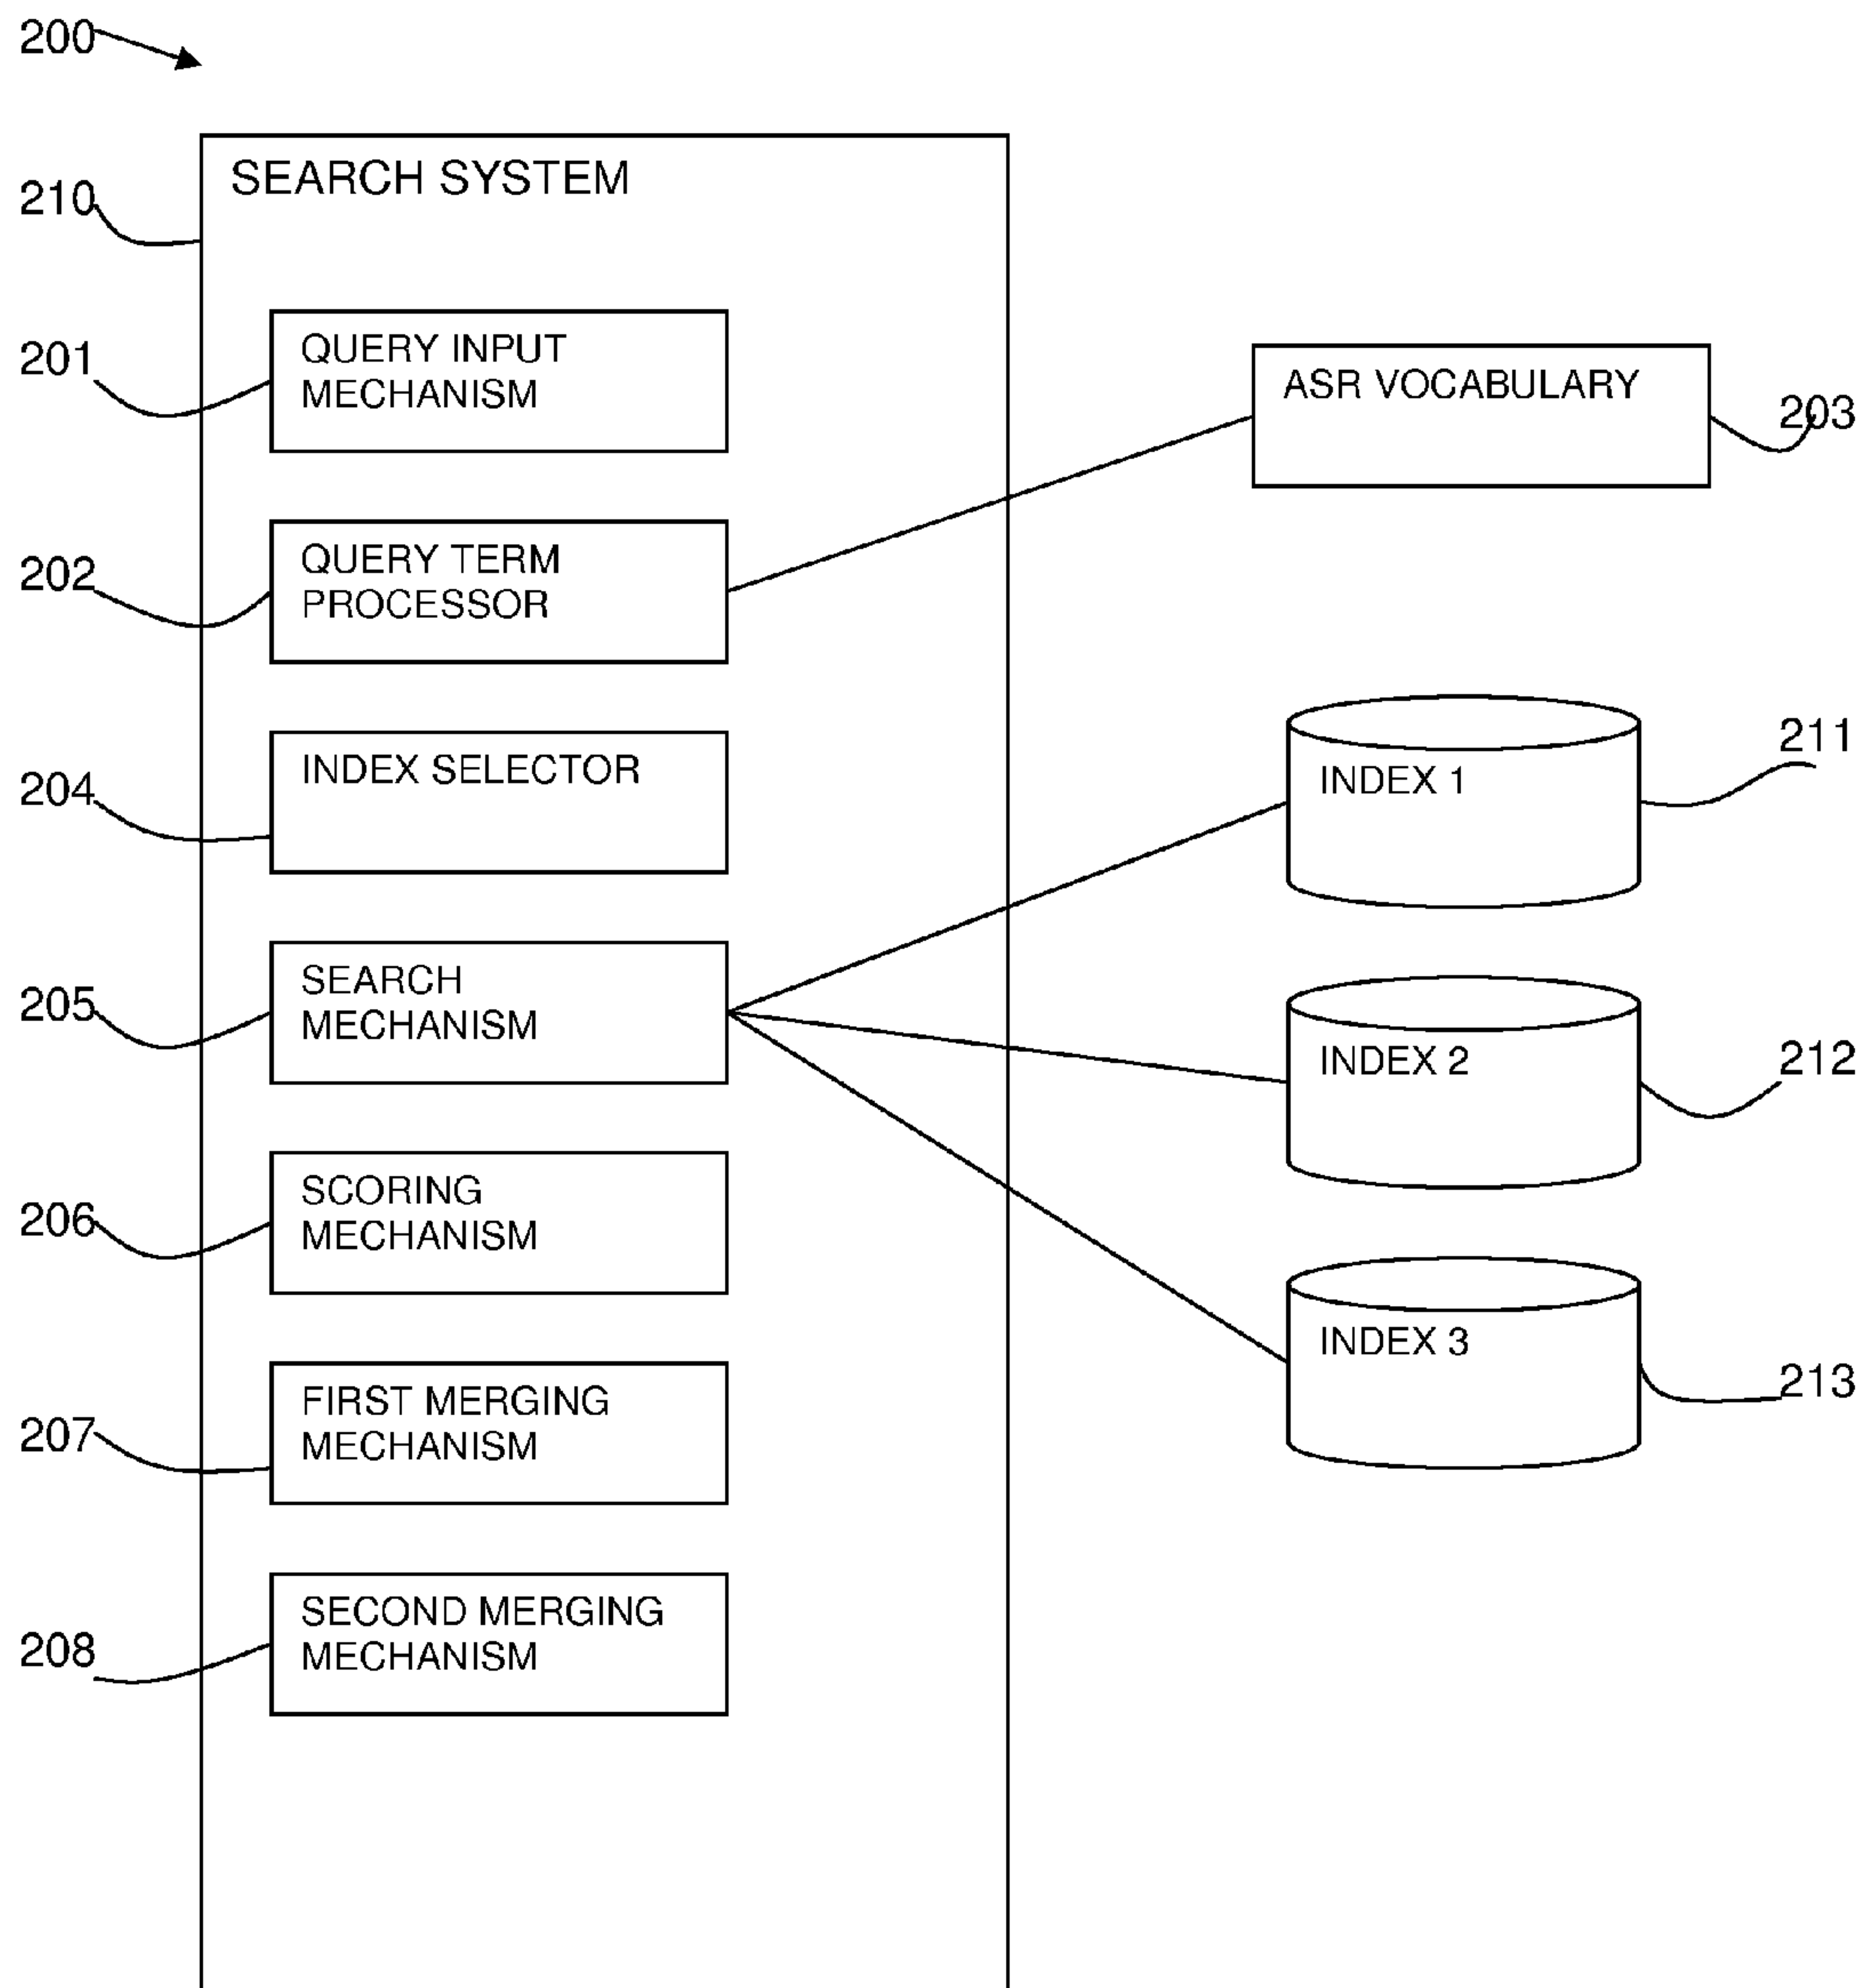 200
SEARCH SYSTEM
210
QUERY INPUT
MECHANISM
201
ASR VOCABULARY
203
QUERY TERM
PROCESSOR
202
INDEX SELECTOR
204
INDEX 1
211
SEARCH
MECHANISM
205
INDEX 2
212
SCORING
MECHANISM
206
INDEX 3
213
FIRST MERGING
MECHANISM
207
SECOND MERGING
MECHANISM
208